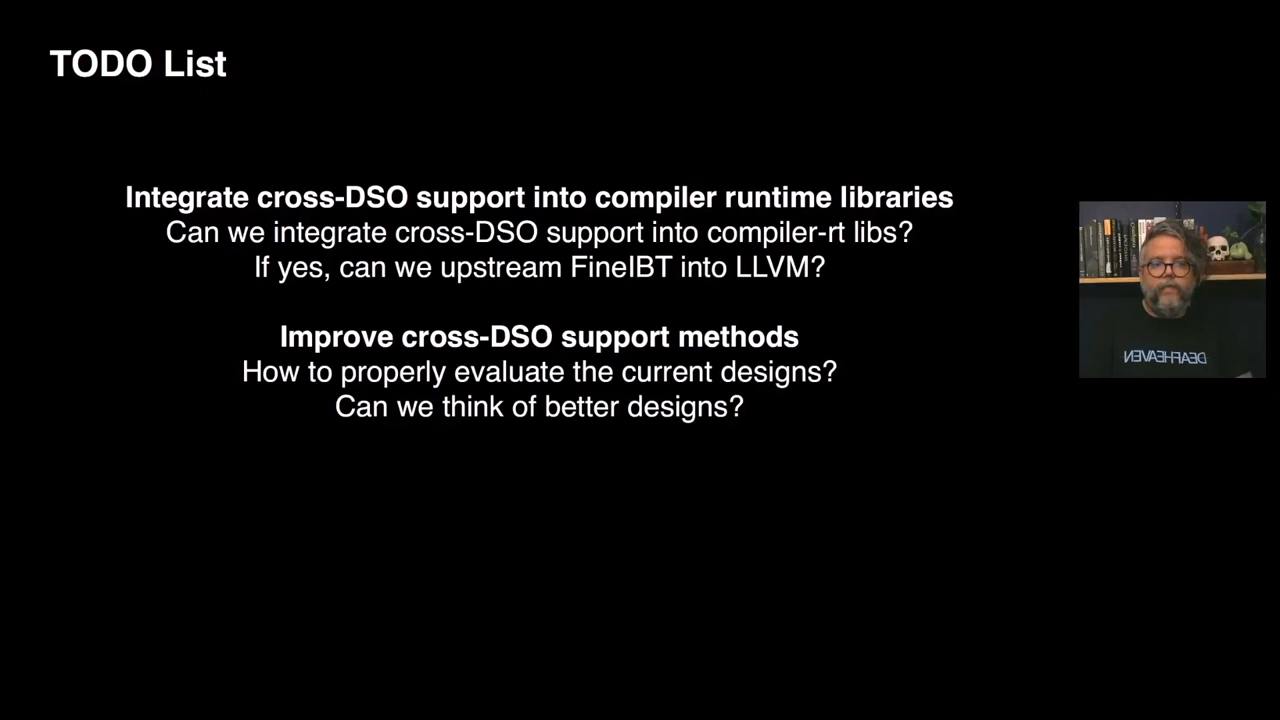 TODO List
Integrate cross-DSO support into compiler runtime libraries
Can we integrate cross-DSO support into compiler-rt libs?
If yes, can we upstream FineIBT into LLVM?
Improve cross-DSO support methods
How to properly evaluate the current designs?
Can we think of better designs?
DEAFHEAVEN